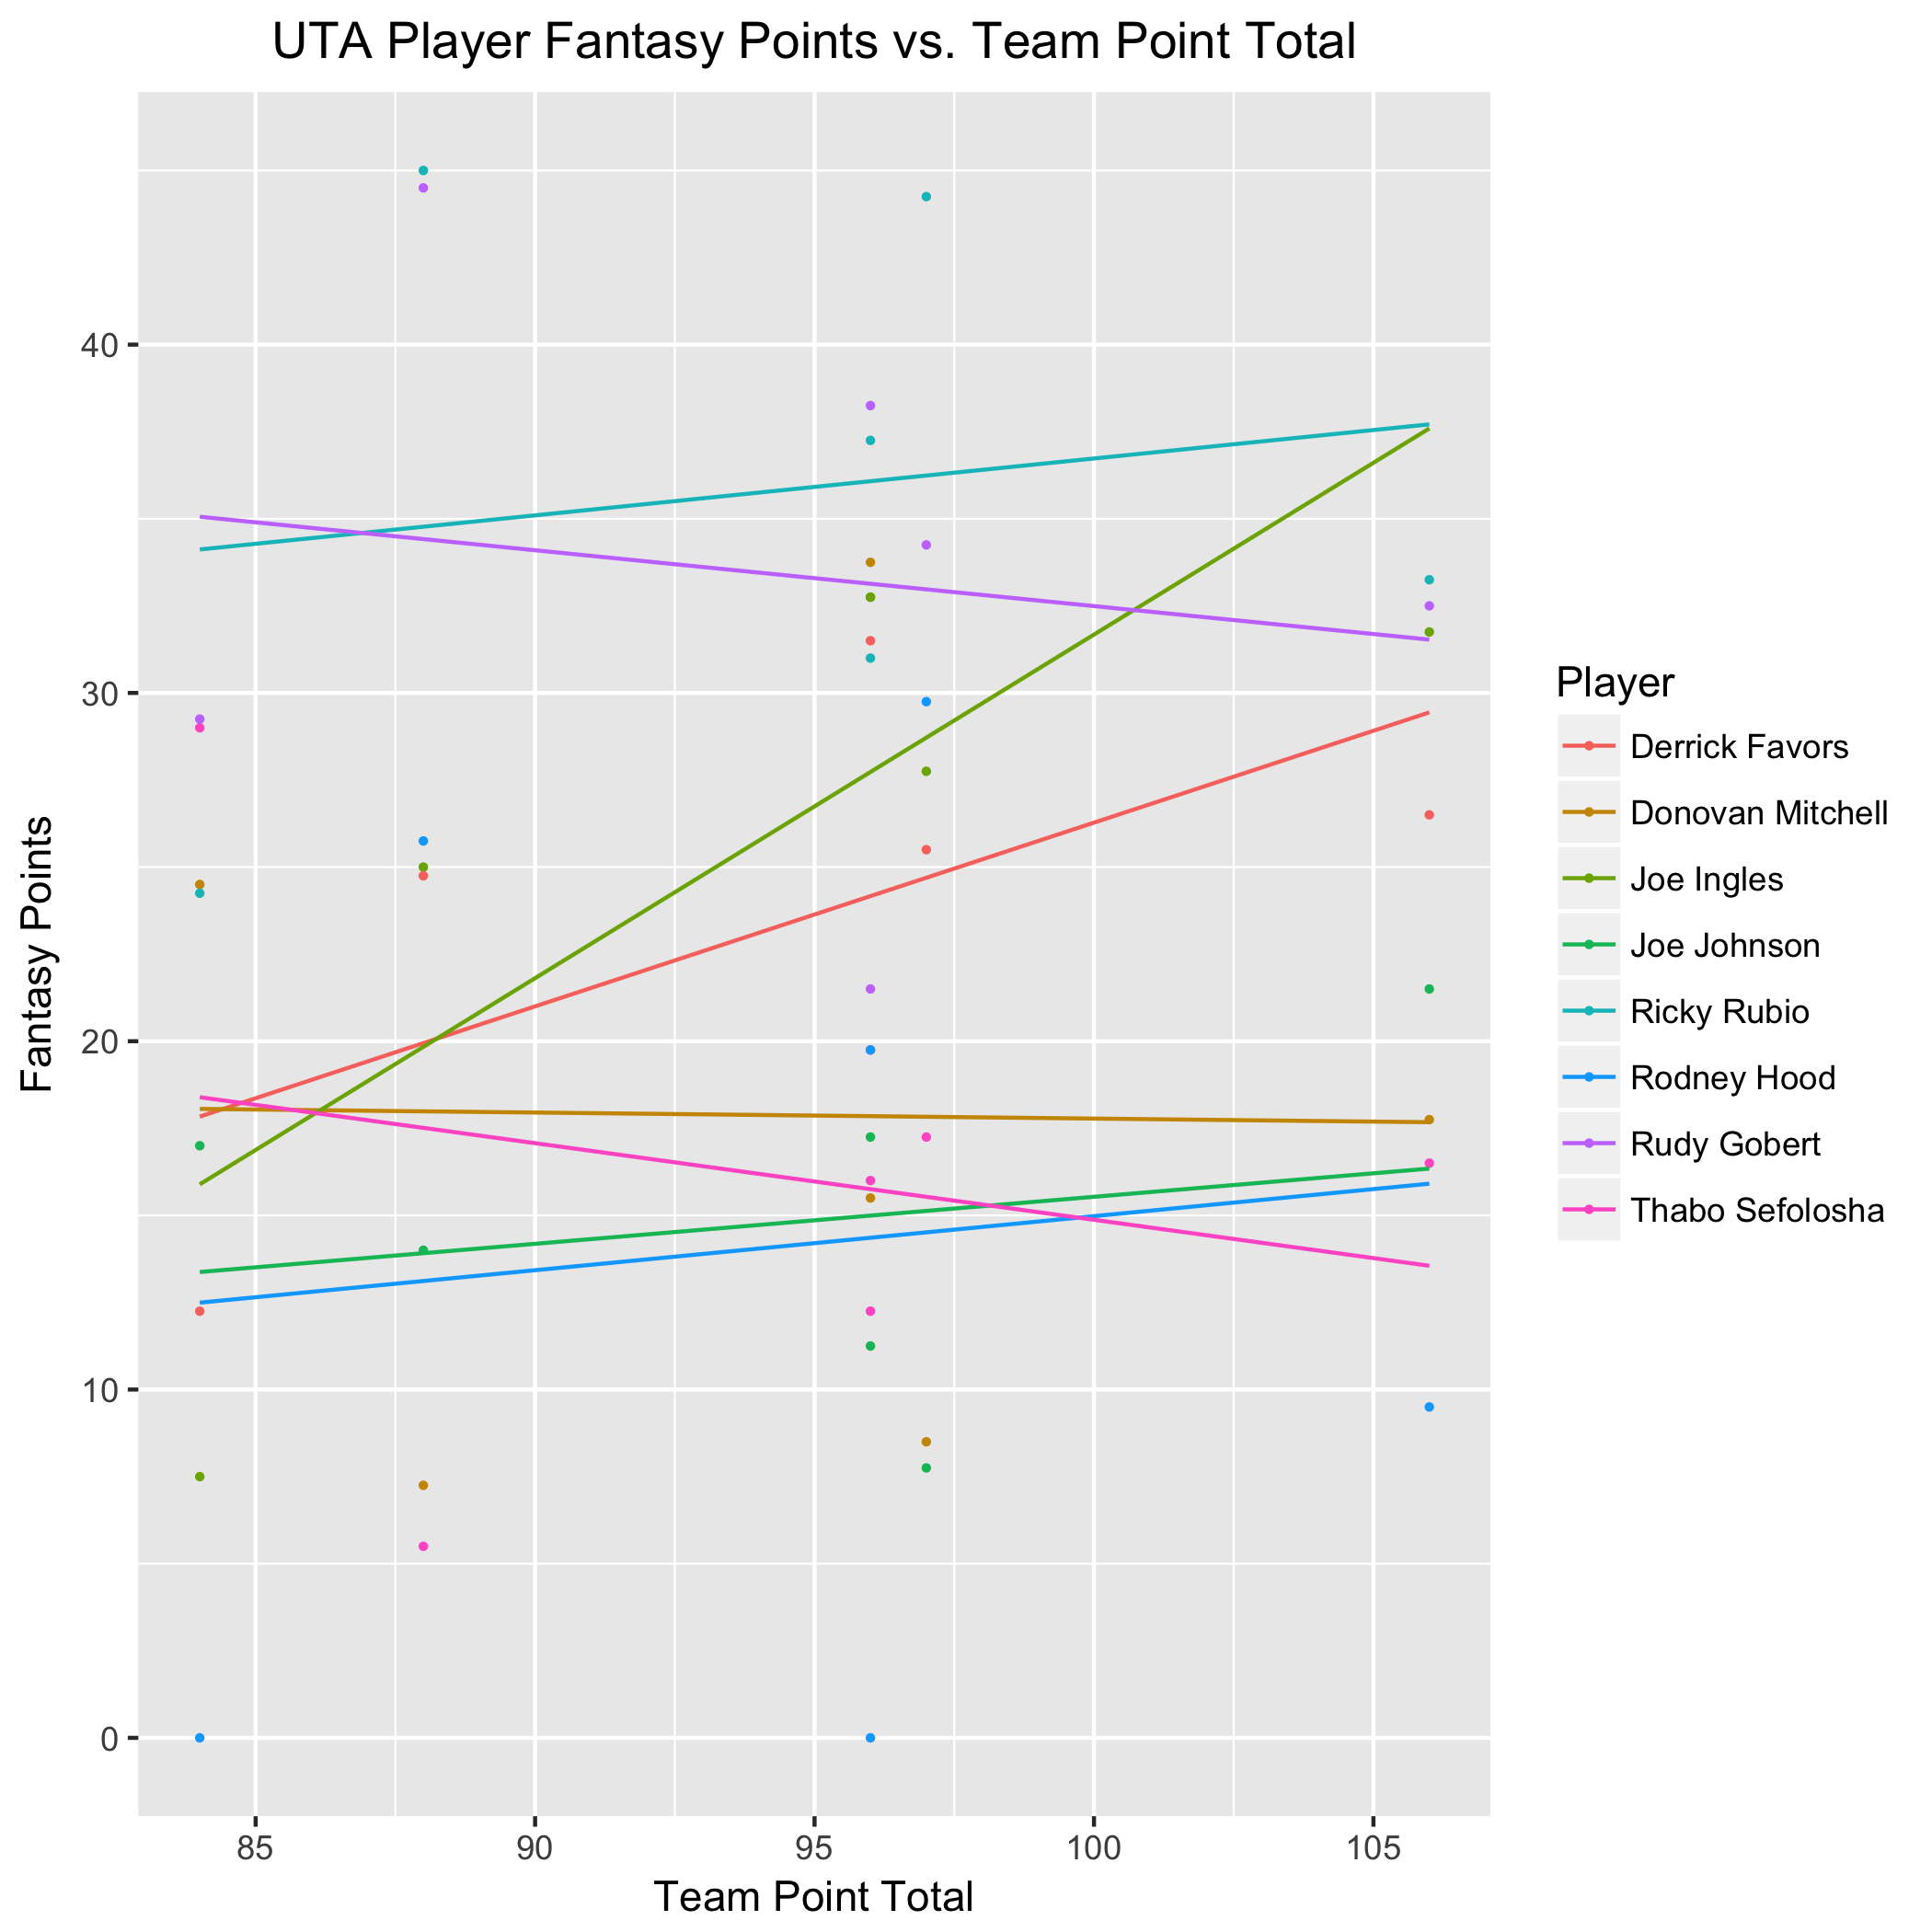 UTA Player Fantasy Points vs. Team Point Total
Fantasy Points
40
30
20
10
0
85 90 95 100 105
Team Point Total
Player
Derrick Favors
Donovan Mitchell
Joe Ingles
Joe Johnson
Ricky Rubio
Rodney Hood
Rudy Gobert
Thabo Sefolosha